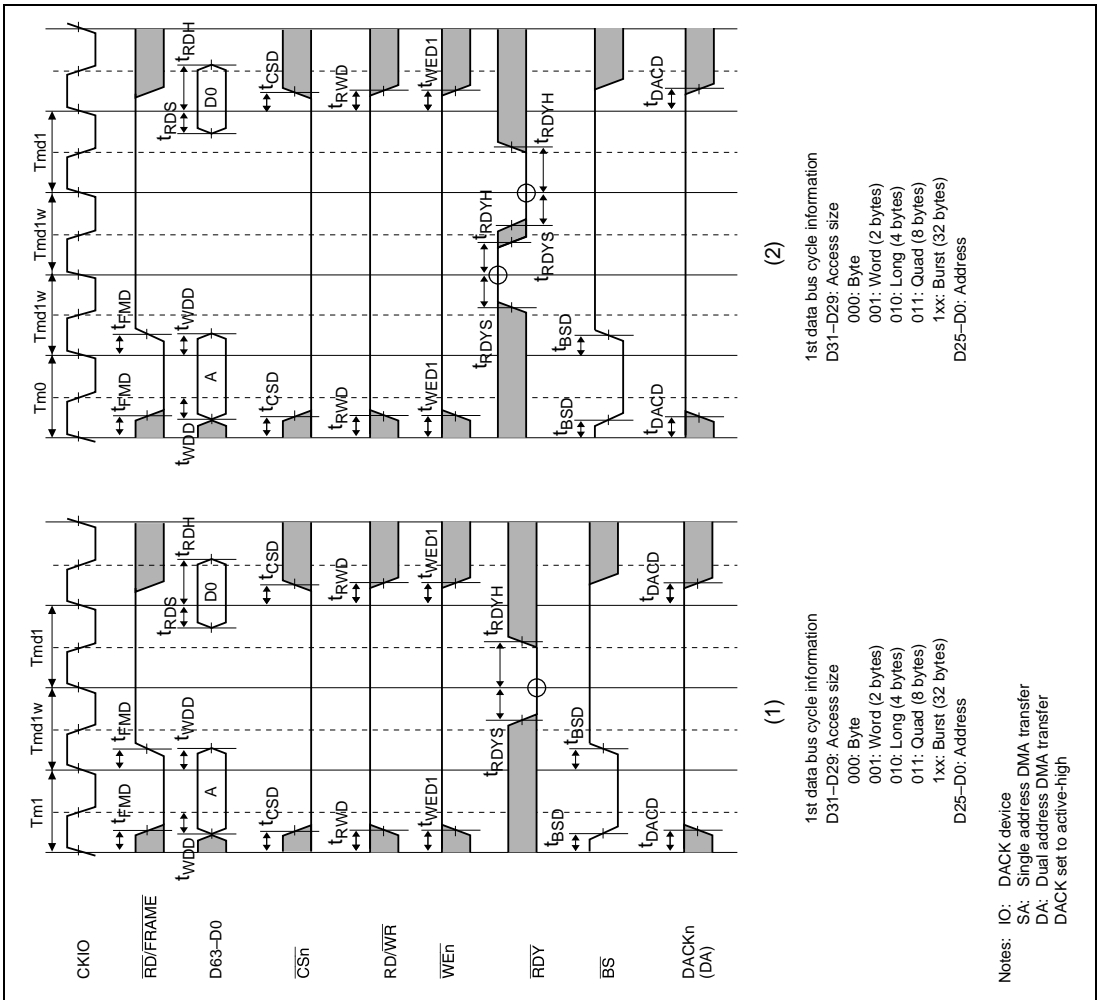 Tm1 Tmd1w Tmd1 Tm0 Tmd1w Tmd1w Tmd1
CKIO
tFMD tFMD tFMD tFMD
RD/FRAME
tWDD tWDD tRDS tRDH tWDD tWDD tRDS tRDH
D63–D0 A D0 A D0
tCSD tCSD tCSD tCSD
CSn
tRWD tRWD tRWD tRWD
RD/WR
tWED1 tWED1 tWED1 tWED1
WEn
tRDYS tRDYH tRDYS tRDYH tRDYS tRDYH
RDY
tBSD tBSD tBSD tBSD
BS
tDACD tDACD tDACD tDACD
DACKn
(DA)
(1) (2)
1st data bus cycle information
D31–D29: Access size
000: Byte
001: Word (2 bytes)
010: Long (4 bytes)
011: Quad (8 bytes)
1xx: Burst (32 bytes)
D25–D0: Address
1st data bus cycle information
D31–D29: Access size
000: Byte
001: Word (2 bytes)
010: Long (4 bytes)
011: Quad (8 bytes)
1xx: Burst (32 bytes)
D25–D0: Address
Notes: IO: DACK device
SA: Single address DMA transfer
DA: Dual address DMA transfer
DACK set to active-high